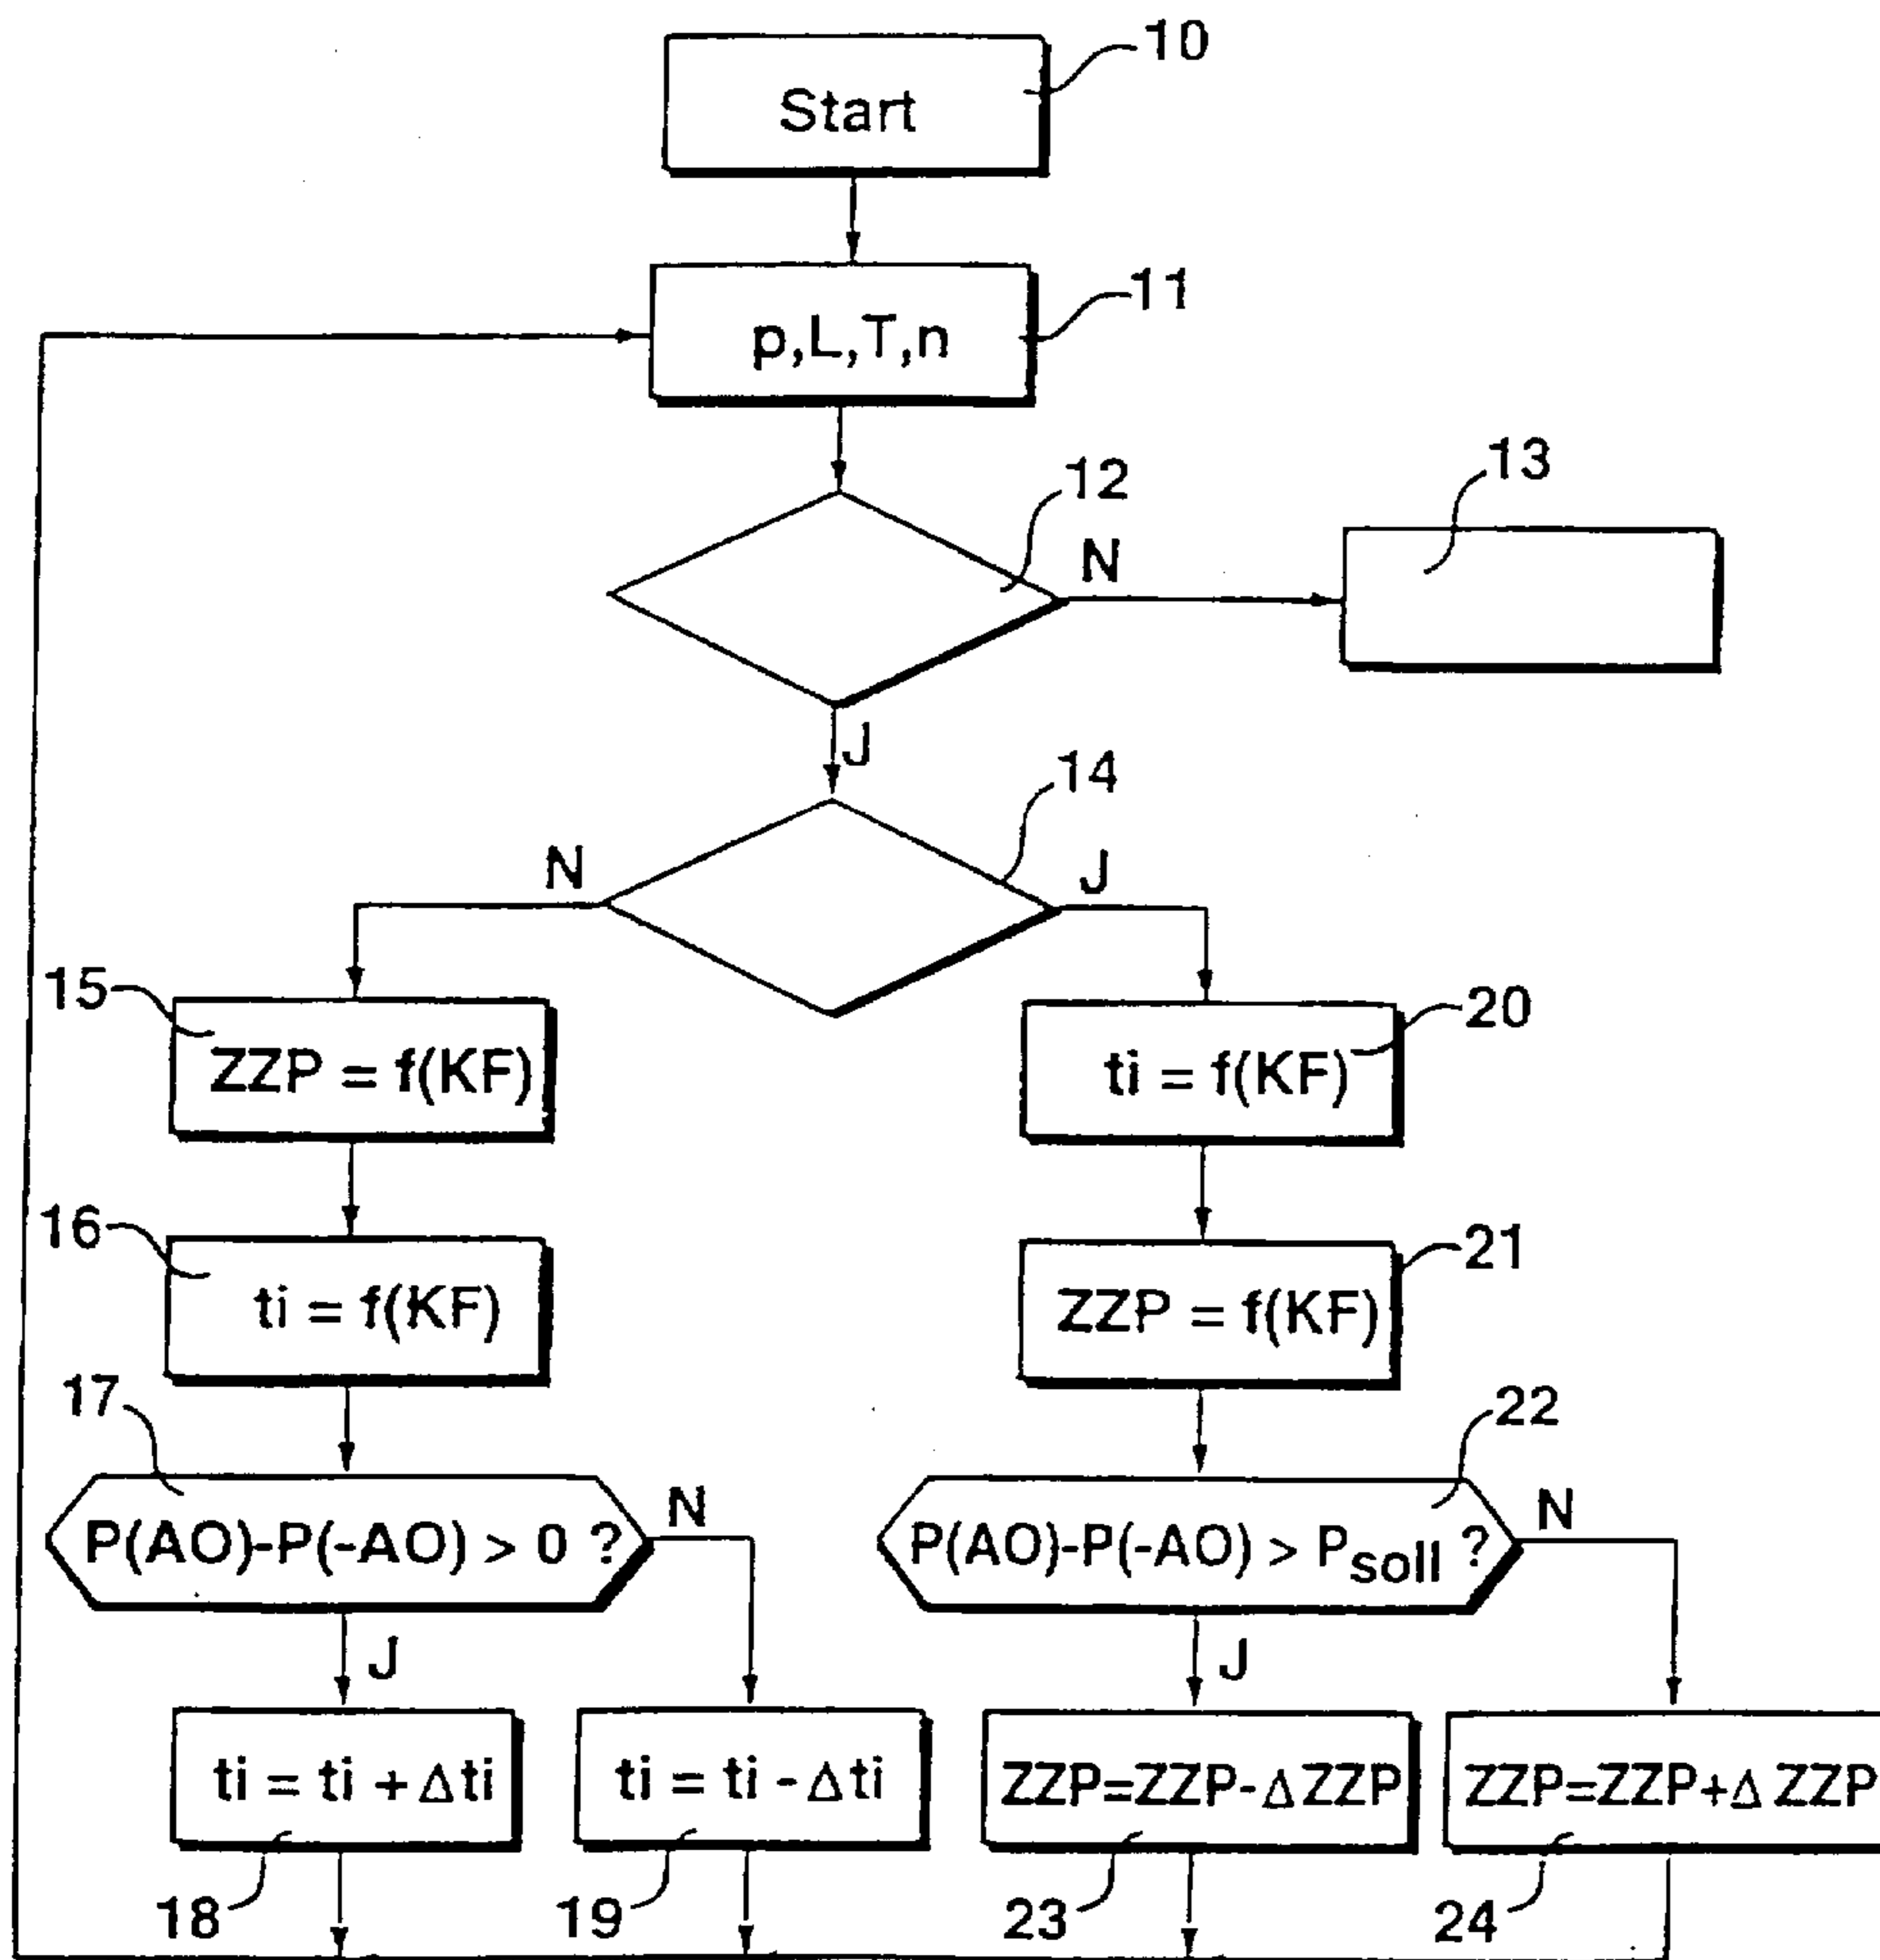 10
Start
11
p,L,T,n
12
13
N
J
14
N
J
15
ZZP = f(KF)
20
ti = f(KF)
16
ti = f(KF)
21
ZZP = f(KF)
17
P(AO)-P(-AO) > 0 ?
N
22
P(AO)-P(-AO) > Psoll ?
N
J
J
ti = ti + Δti
ti = ti - Δti
ZZP=ZZP-Δ ZZP
ZZP=ZZP+Δ ZZP
18
19
23
24